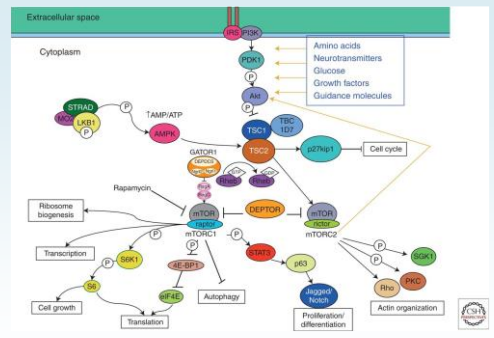 Extracellular space
IRS PI3K
Cytoplasm
PDK1
Amino acids
Neurotransmitters
Glucose
Growth factors
Guidance molecules
P
Akt
P
STRAD
LKB1
P
P
↑AMP/ATP
AMPK
TSC1
TBC
1D7
TSC2
p27kip1
Cell cycle
GATOR1
DEPDC5
Rheb
Rheb
Rapamycin
Ribosome
biogenesis
mTOR
raptor
mTORC1
DEPTOR
mTOR
rictor
mTORC2
Transcription
P
S6K1
P
P
STAT3
P
SGK1
4E-BP1
p63
P
PKC
P
S6
eIF4E
Autophagy
Jagged/
Notch
Rho
Actin organization
Cell growth
Translation
Proliferation/
differentiation
CSH